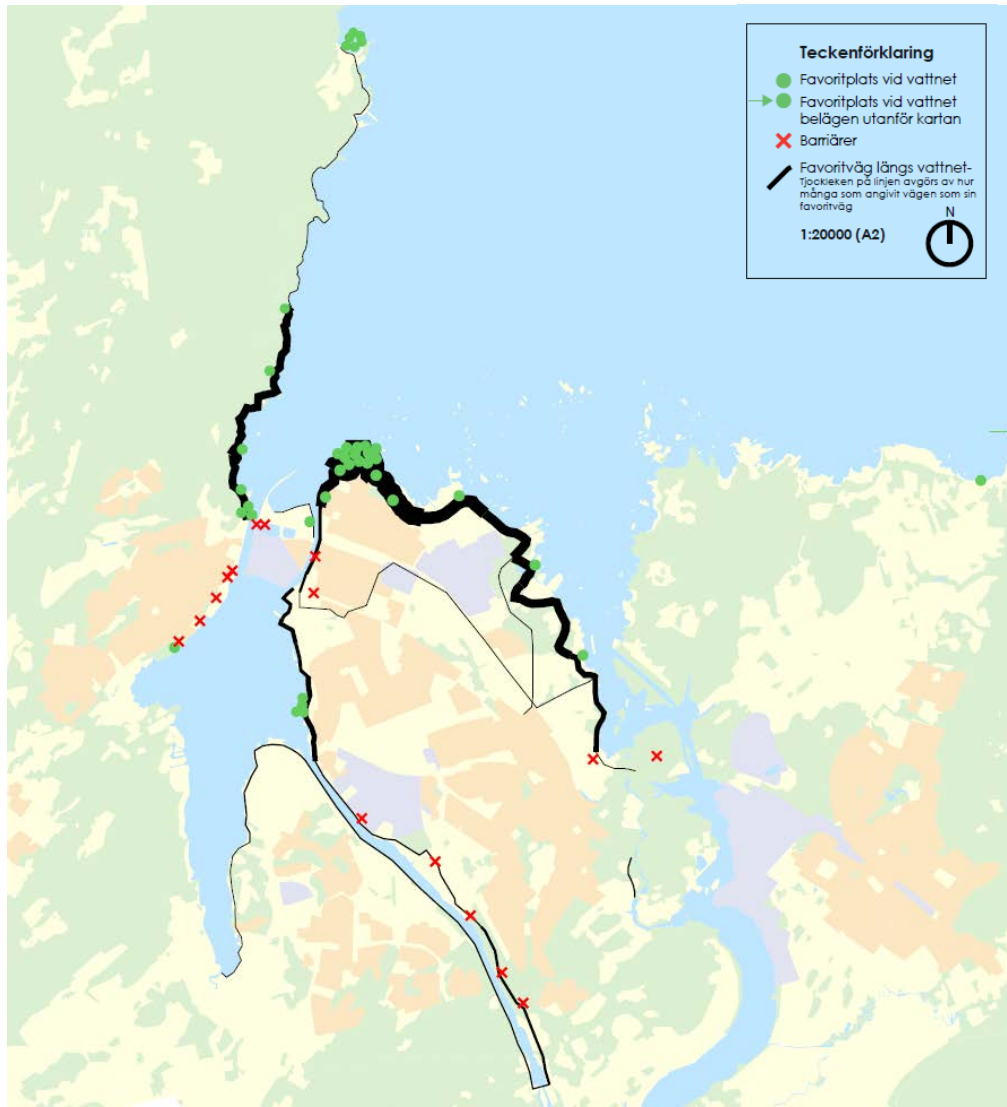 Teckenförklaring
Favoritplats vid vattnet
Favoritplats vid vattnet
belägen utanför kartan
Barriärer
Favoritväg längs vattnet-
Tjockleken på linjen avgörs av hur
många som angivit vägen som sin
favoritväg
N
1:20000 (A2)